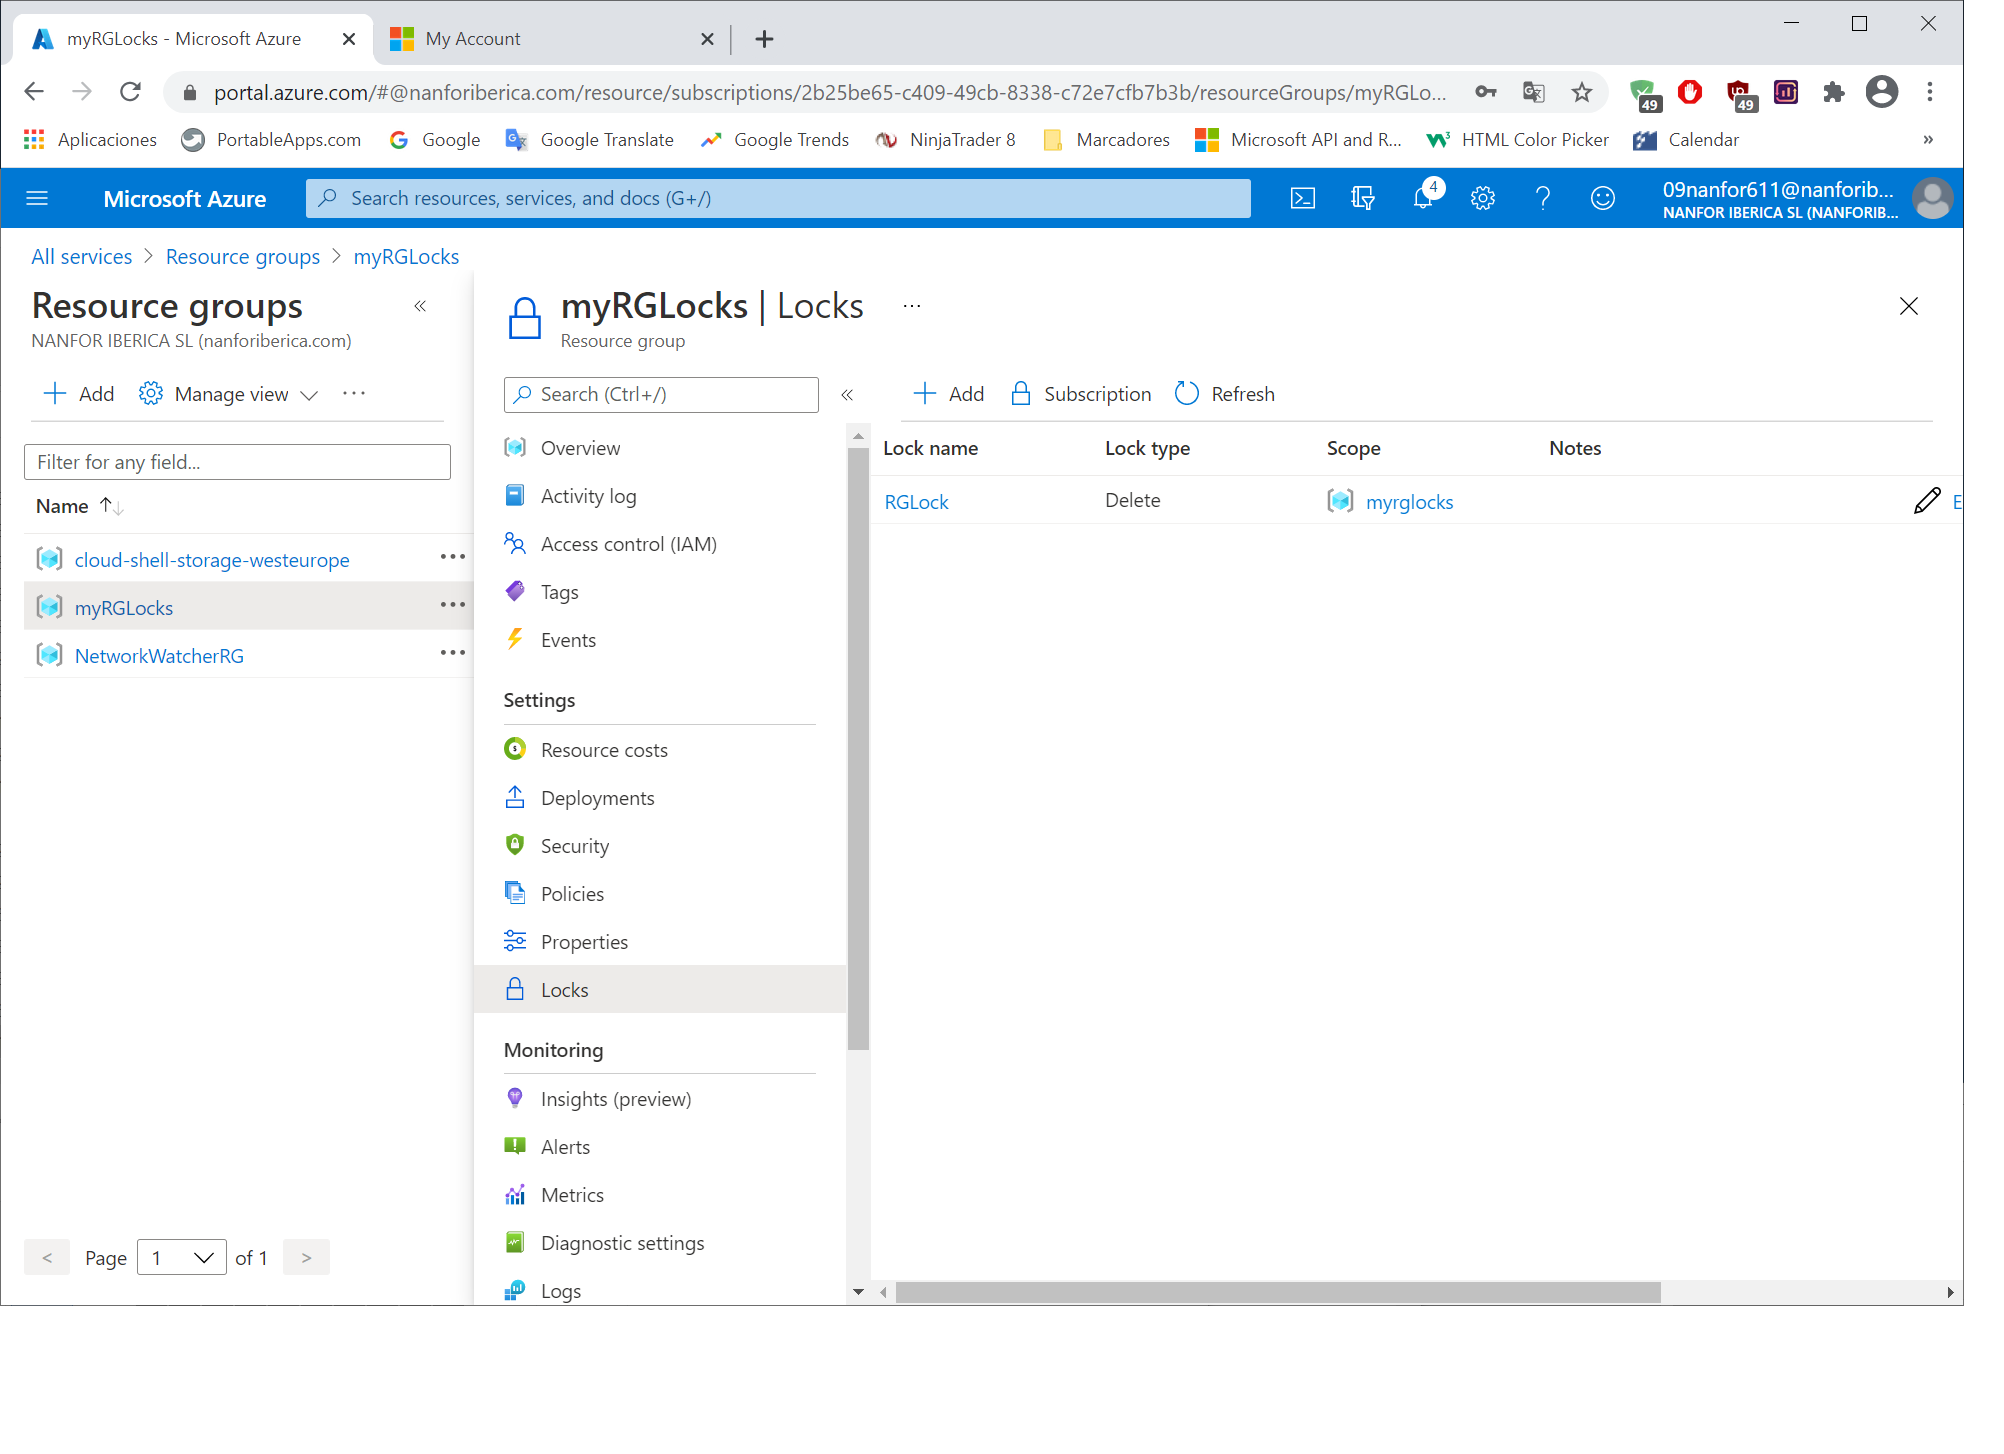 myRGLocks - Microsoft Azure
My Account
portal.azure.com/#@nanforiberica.com/resource/subscriptions/2b25be65-c409-49cb-8338-c72e7cfb7b3b/resourceGroups/myRGLo...
49
49
Aplicaciones
PortableApps.com
Google
Google Translate
Google Trends
NinjaTrader 8
Marcadores
Microsoft API and R...
HTML Color Picker
Calendar
»
Microsoft Azure
Search resources, services, and docs (G+/)
4
09nanfor611@nanforib...
NANFOR IBERICA SL (NANFORIB...
All services > Resource groups > myRGLocks
Resource groups
«
NANFOR IBERICA SL (nanforiberica.com)
+ Add
Manage view
...
Filter for any field...
Name ↑↓
cloud-shell-storage-westeurope
myRGLocks
NetworkWatcherRG
< Page 1 of 1 >
myRGLocks | Locks
...
Resource group
Search (Ctrl+/)
«
Overview
Activity log
Access control (IAM)
Tags
Events
Settings
Resource costs
Deployments
Security
Policies
Properties
Locks
Monitoring
Insights (preview)
Alerts
Metrics
Diagnostic settings
Logs
+ Add
Subscription
Refresh
Lock name Lock type Scope Notes
RGLock Delete myrglocks E